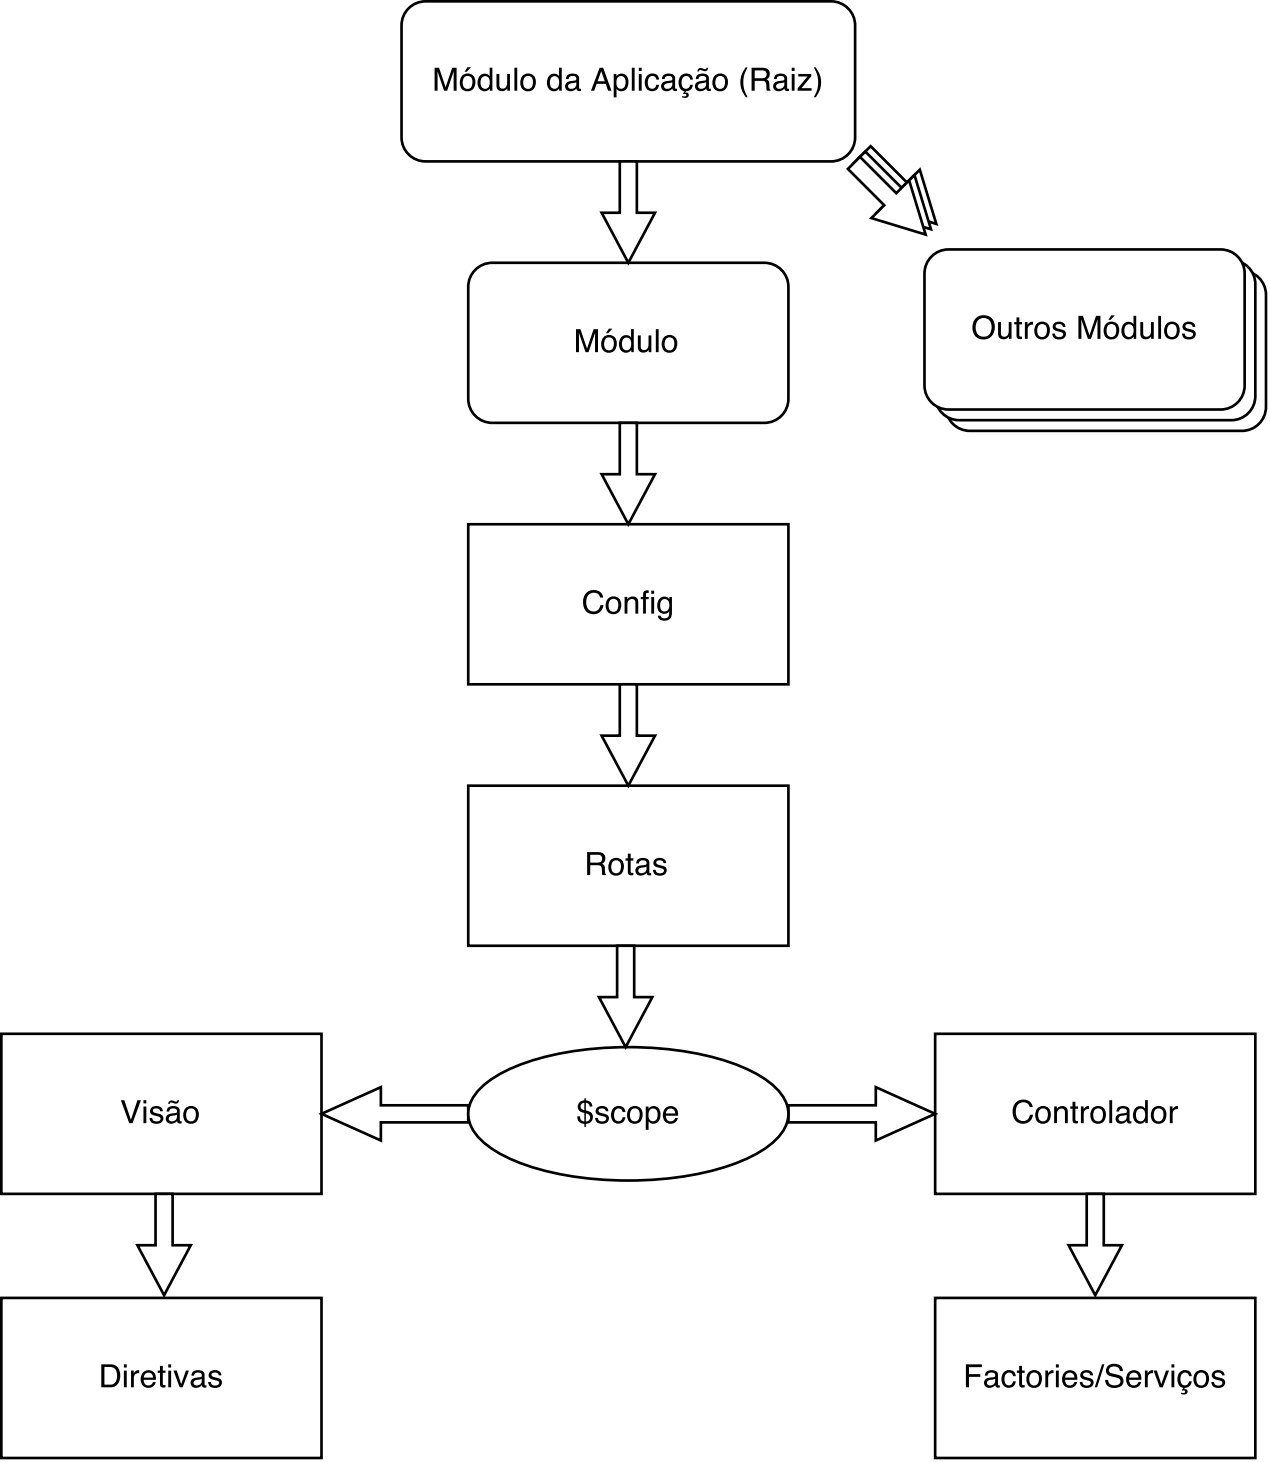 Módulo da Aplicação (Raiz)
Módulo
Outros Módulos
Config
Rotas
Visão
$scope
Controlador
Diretivas
Factories/Serviços